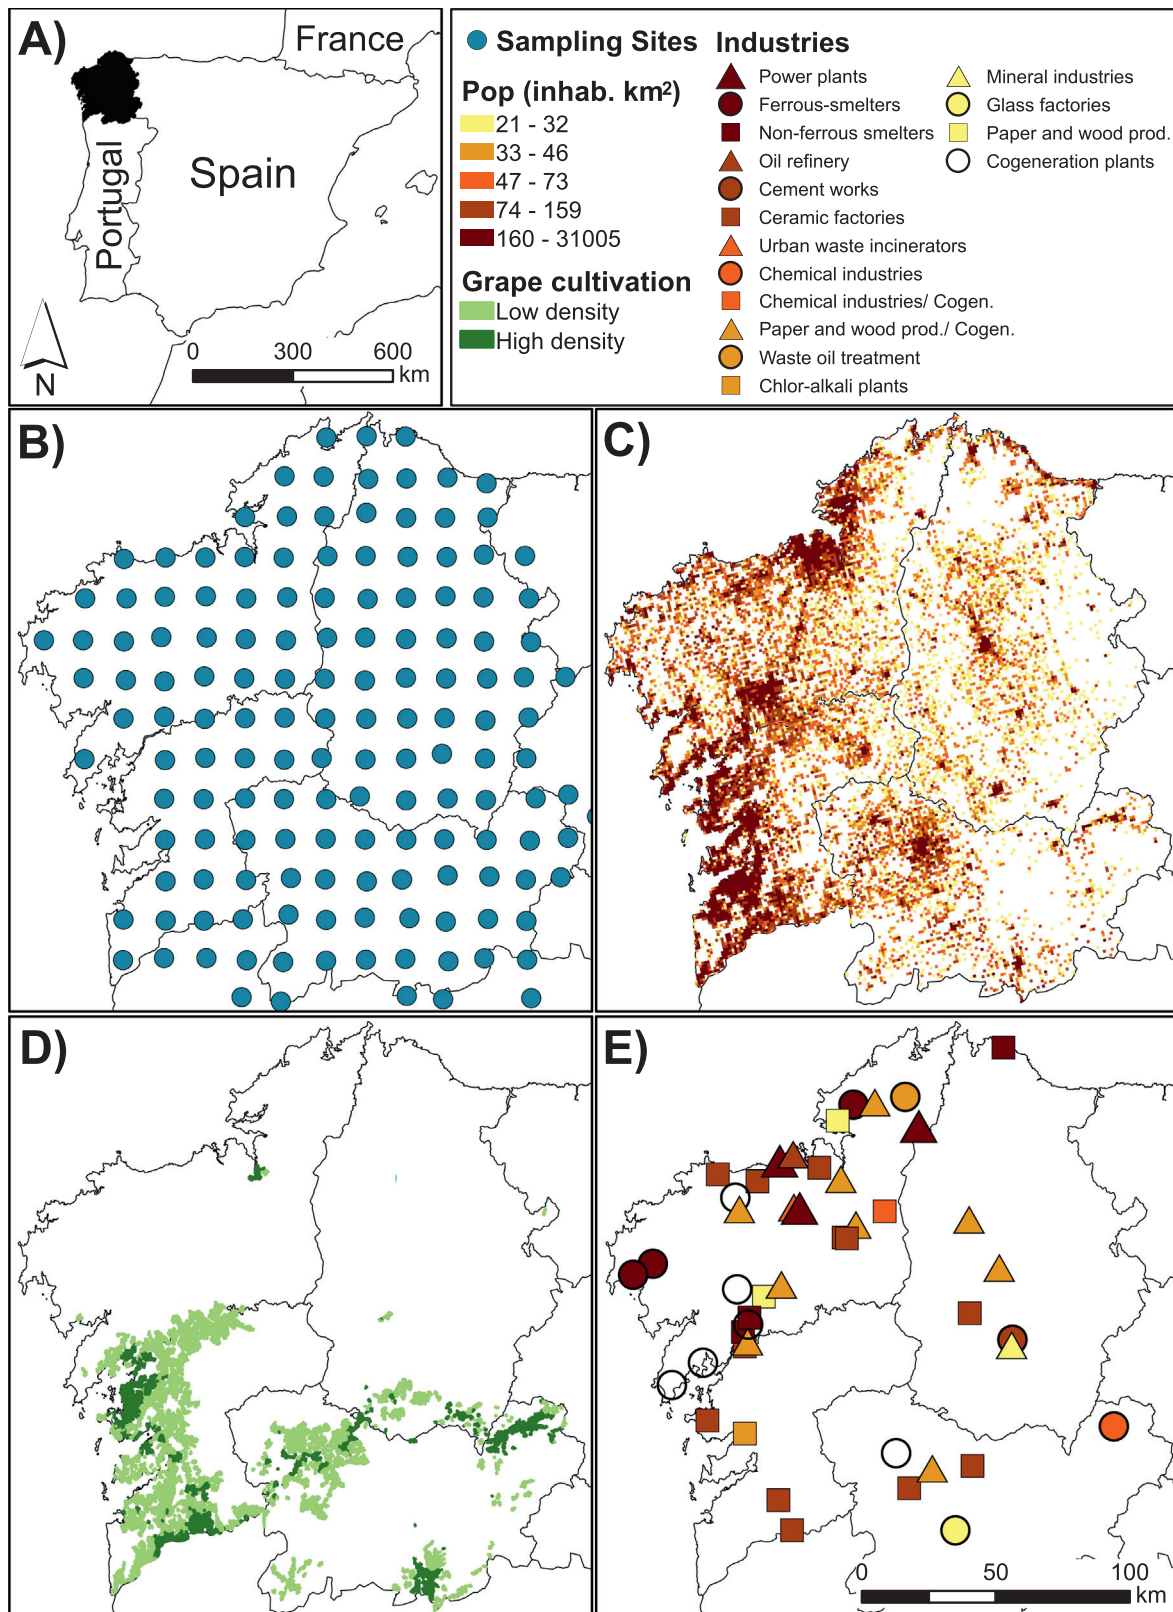 A)
France
Portugal
Spain
N
0 300 600
km
Sampling Sites
Pop (inhab. km²)
21 - 32
33 - 46
47 - 73
74 - 159
160 - 31005
Grape cultivation
Low density
High density
Industries
Power plants
Ferrous-smelters
Non-ferrous smelters
Oil refinery
Cement works
Ceramic factories
Urban waste incinerators
Chemical industries
Chemical industries/ Cogen.
Paper and wood prod./ Cogen.
Waste oil treatment
Chlor-alkali plants
Mineral industries
Glass factories
Paper and wood prod.
Cogeneration plants
B)
C)
D)
E)
0 50 100
km